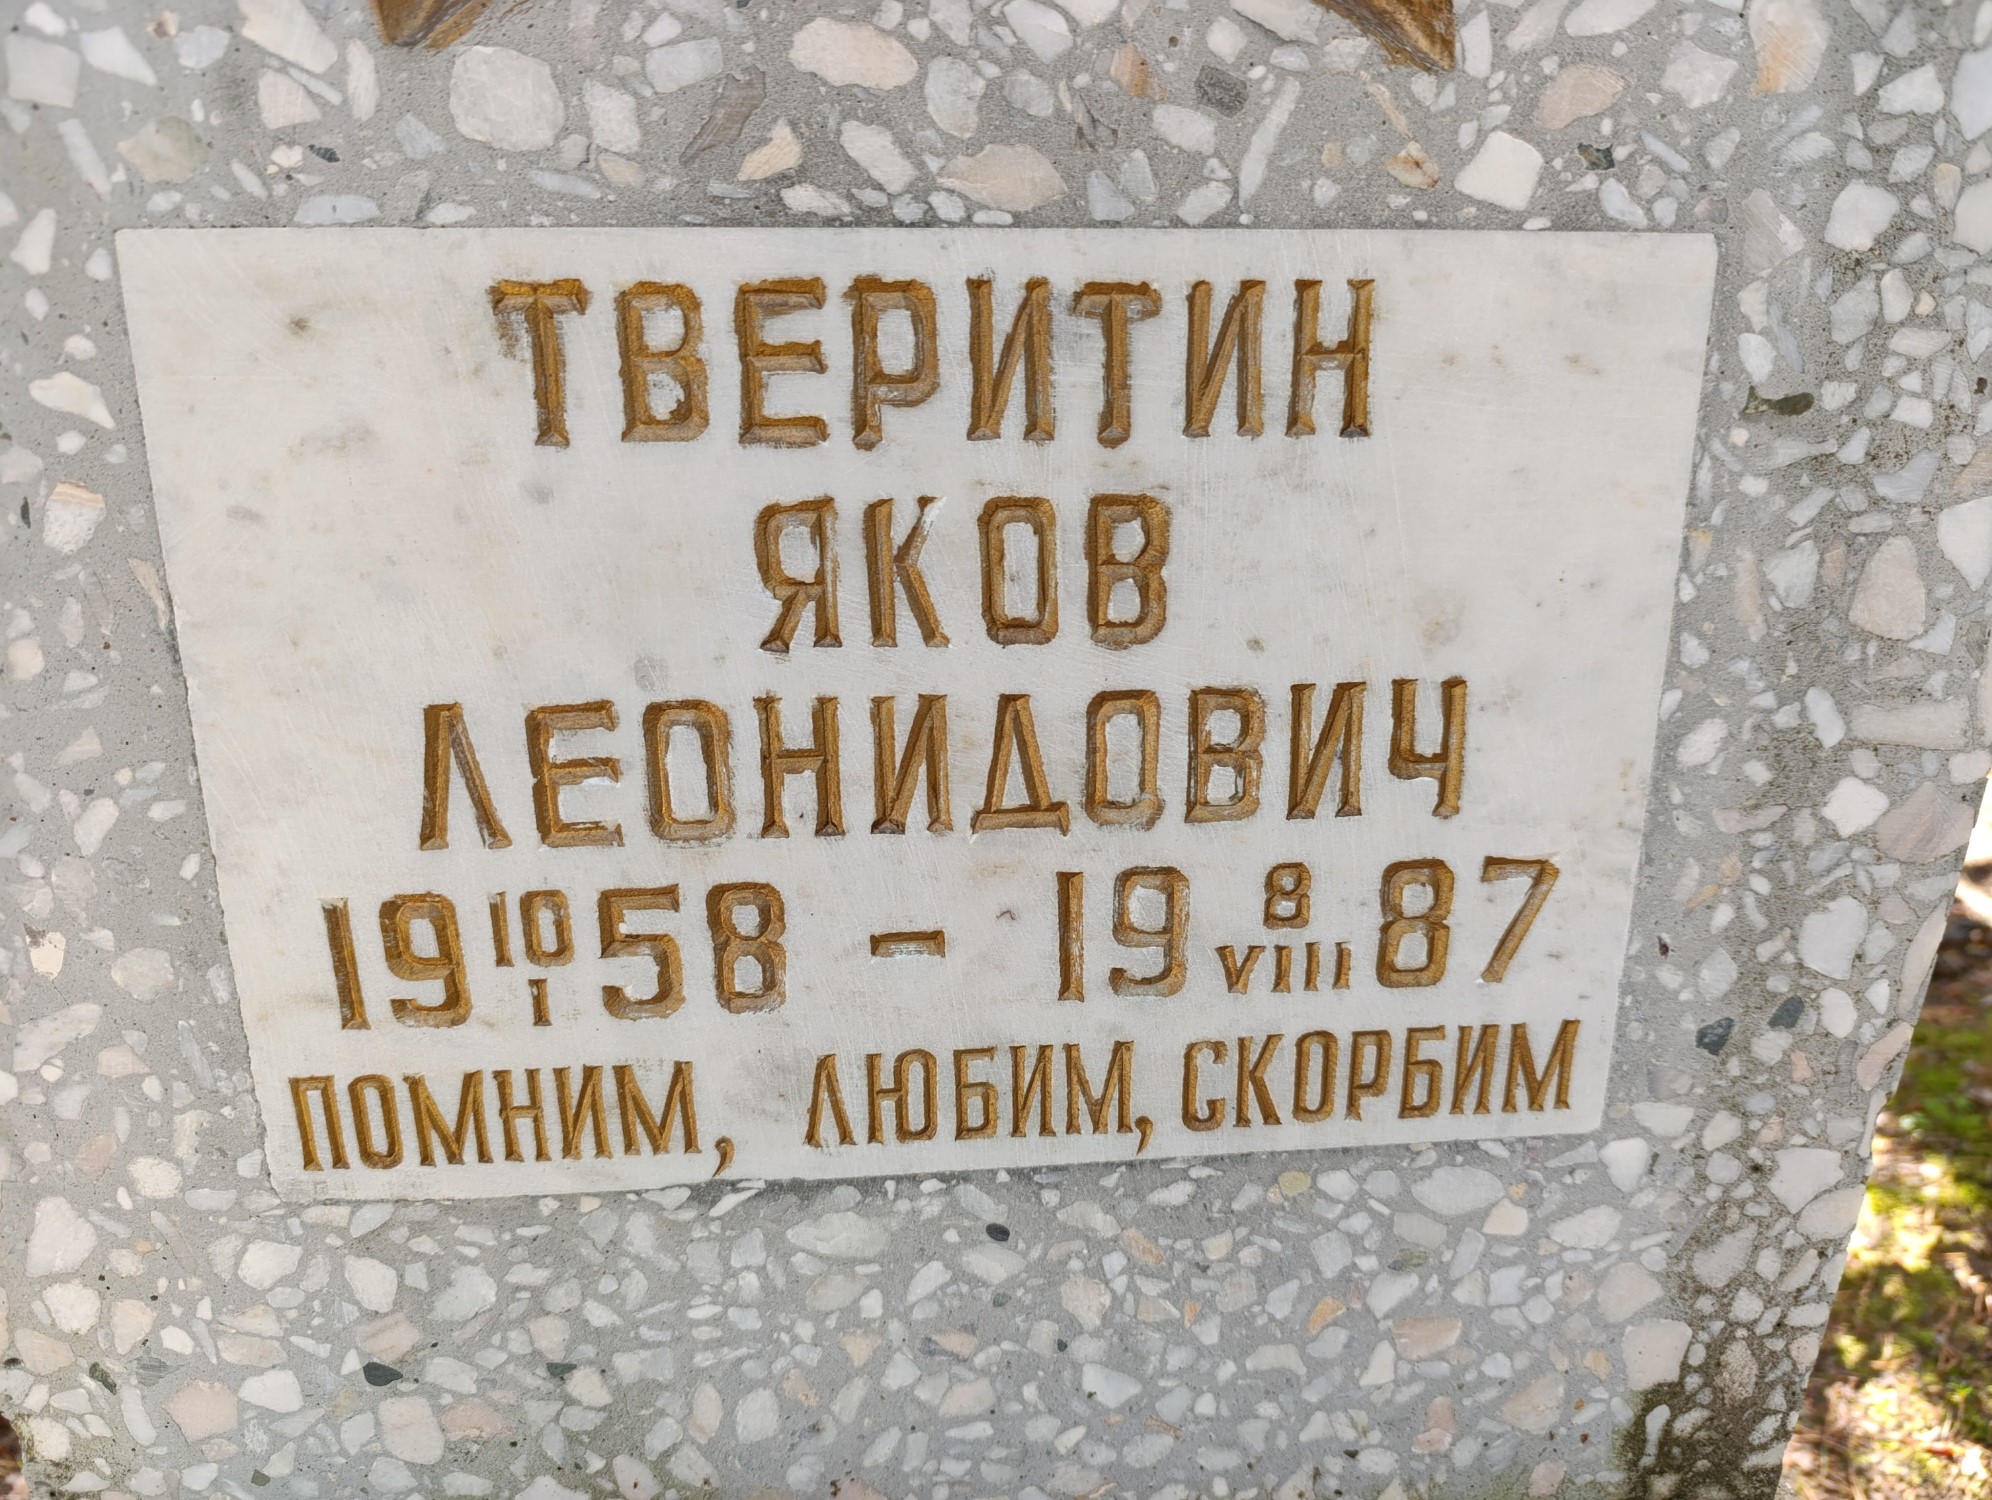 ТВЕРИТИН
ЯКОВ
ЛЕОНИДОВИЧ
19 10/I 58 - 19 8/VIII 87
ПОМНИМ, ЛЮБИМ, СКОРБИМ